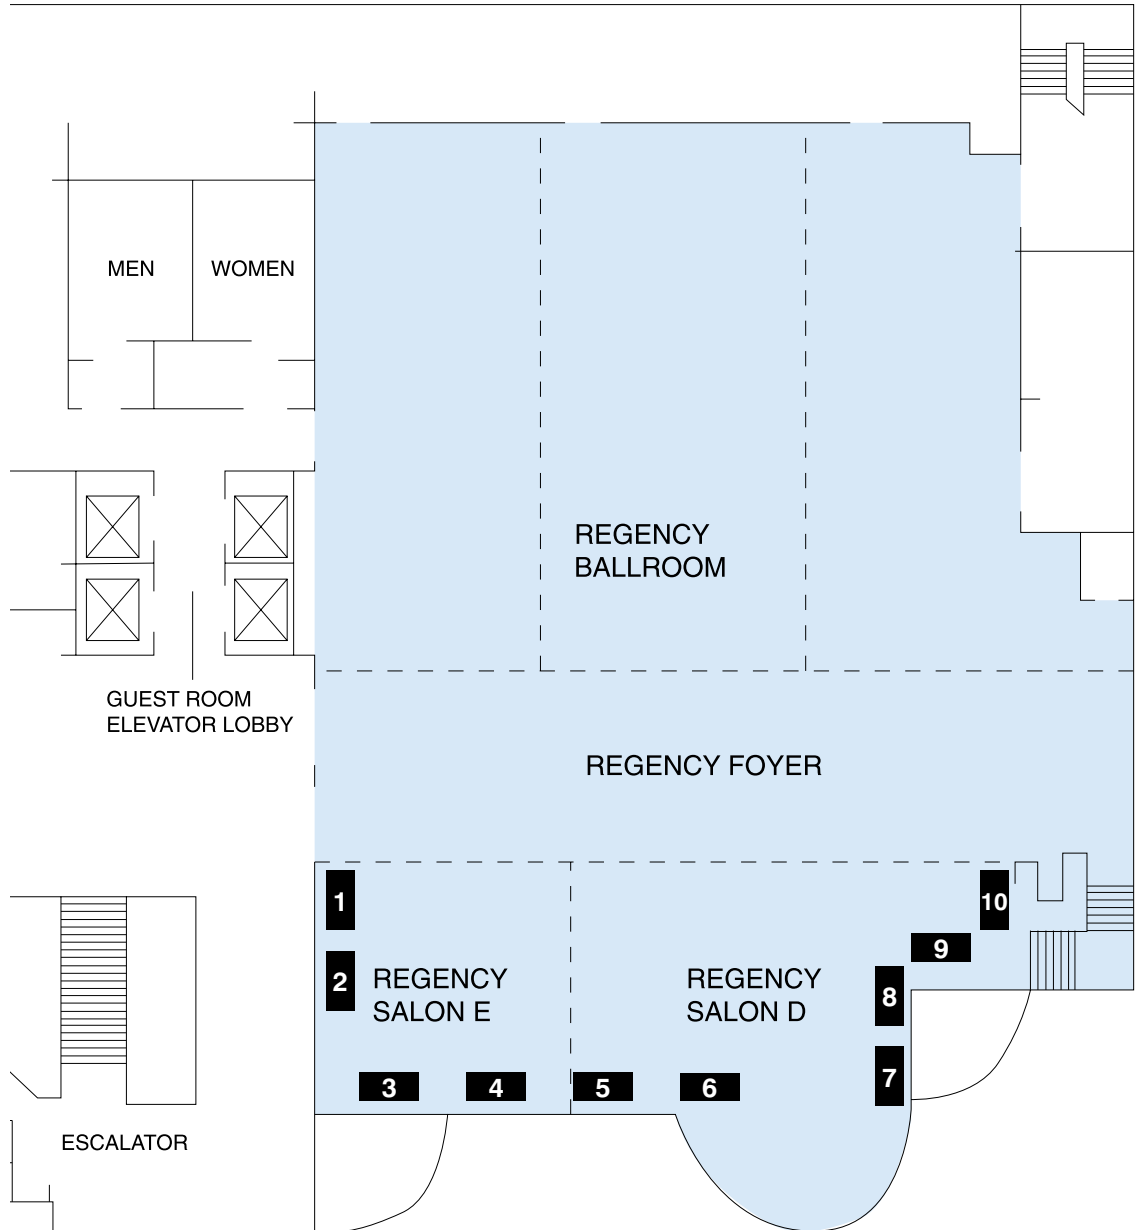 MEN
WOMEN
REGENCY
BALLROOM
GUEST ROOM
ELEVATOR LOBBY
REGENCY FOYER
1
10
9
2
REGENCY
SALON E
REGENCY
SALON D
8
7
3
4
5
6
ESCALATOR